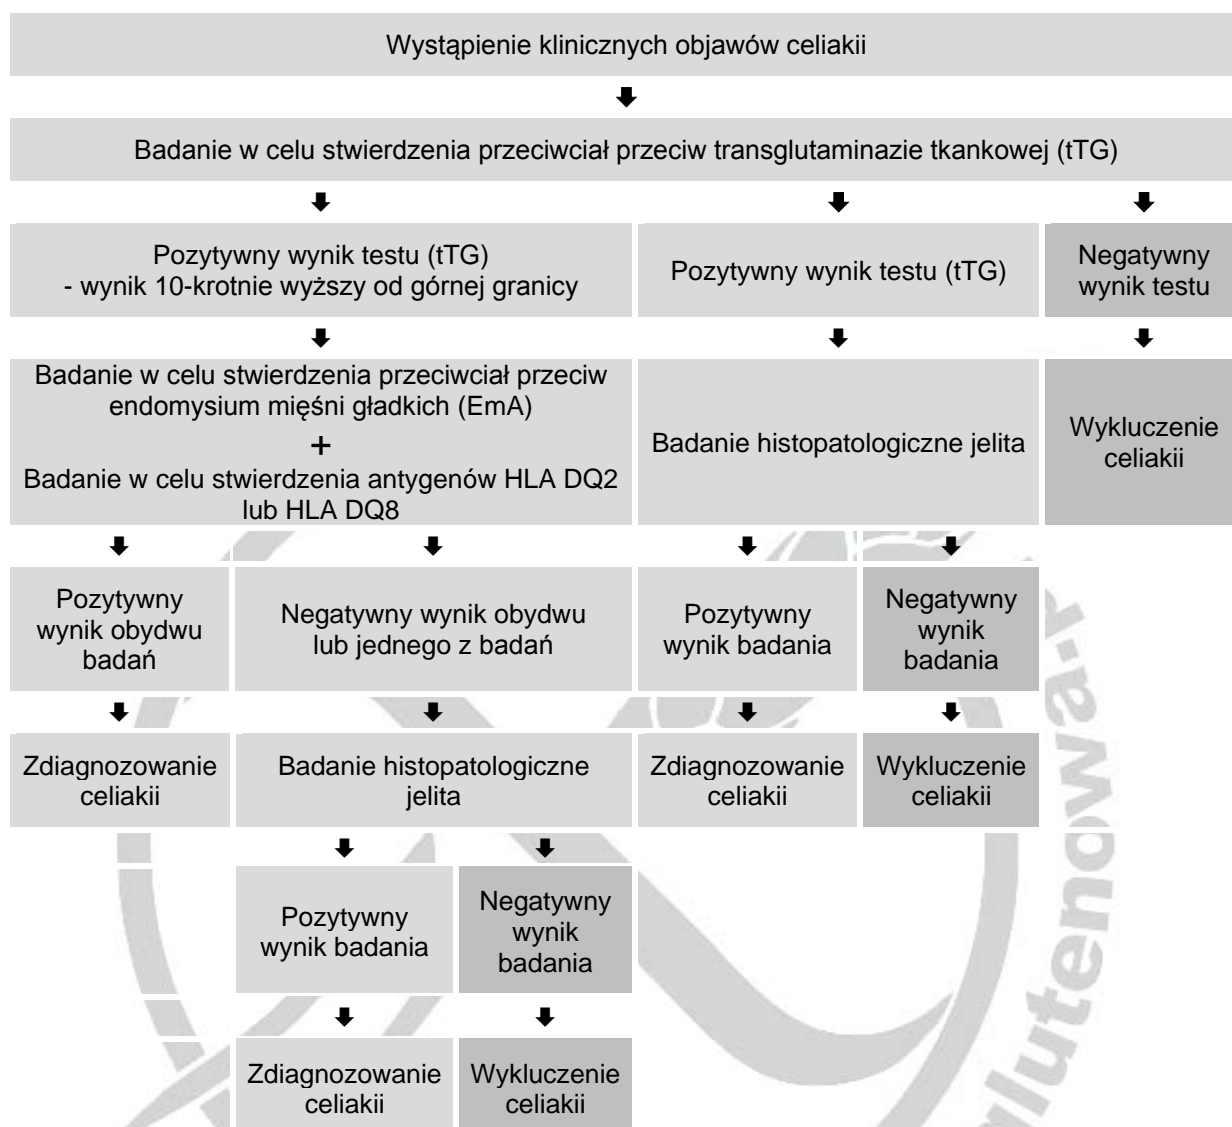 Wystąpienie klinicznych objawów celiakii
Badanie w celu stwierdzenia przeciwciał przeciw transglutaminazie tkankowej (tTG)
Pozytywny wynik testu (tTG)
- wynik 10-krotnie wyższy od górnej granicy
Pozytywny wynik testu (tTG)
Negatywny
wynik testu
Badanie w celu stwierdzenia przeciwciał przeciw
endomysium mięśni gładkich (EmA)
+
Badanie w celu stwierdzenia antygenów HLA DQ2
lub HLA DQ8
Badanie histopatologiczne jelita
Wykluczenie
celiakii
Pozytywny
wynik obydwu
badań
Negatywny wynik obydwu
lub jednego z badań
Pozytywny
wynik badania
Negatywny
wynik
badania
Zdiagnozowanie
celiakii
Badanie histopatologiczne
jelita
Zdiagnozowanie
celiakii
Wykluczenie
celiakii
Pozytywny
wynik badania
Negatywny
wynik
badania
Zdiagnozowanie
celiakii
Wykluczenie
celiakii